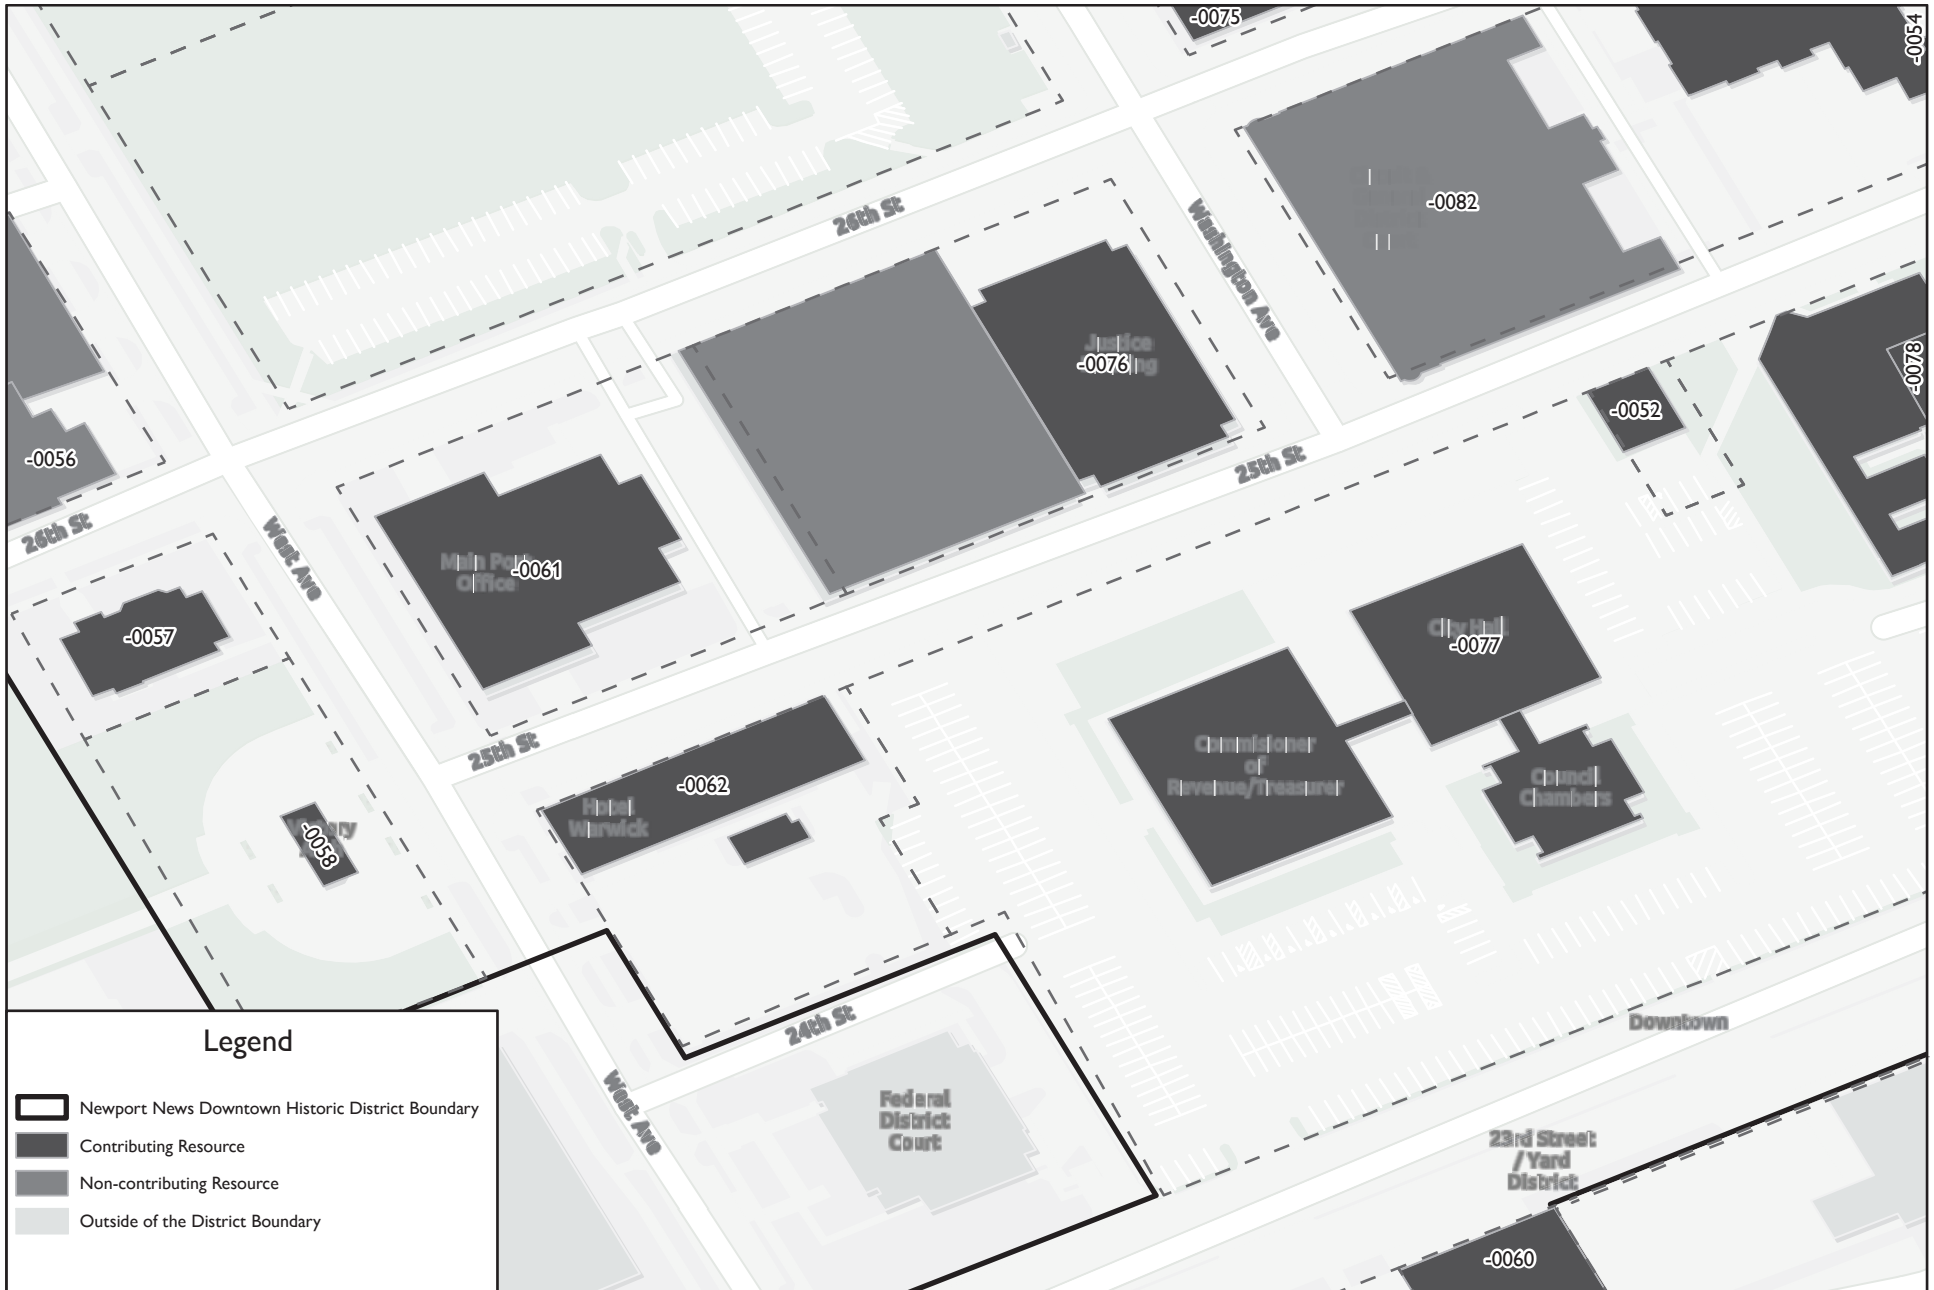 -0075
-0054
-0082
26th St
Washington Ave
Justice
-0076
-0078
-0052
-0056
25th St
26th St
West Ave
Main Post
Office
-0061
-0057
City Hall
-0077
25th St
Commisioner
of
Revenue/Treasurer
-0062
Hotel
Warwick
Council
Chambers
-0058
24th St
Downtown
West Ave
Federal
District
Court
23rd Street
/ Yard
District
-0060
Legend
Newport News Downtown Historic District Boundary
Contributing Resource
Non-contributing Resource
Outside of the District Boundary